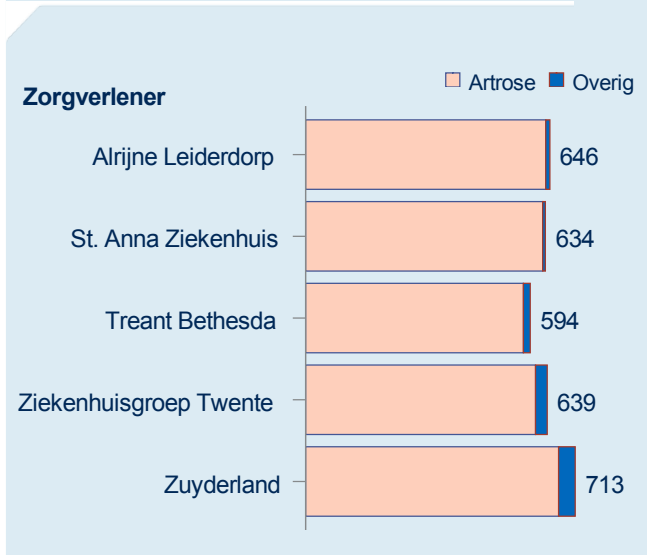 Artrose Overig
Zorgverlener
Alrijne Leiderdorp 646
St. Anna Ziekenhuis 634
Treant Bethesda 594
Ziekenhuisgroep Twente 639
Zuyderland 713